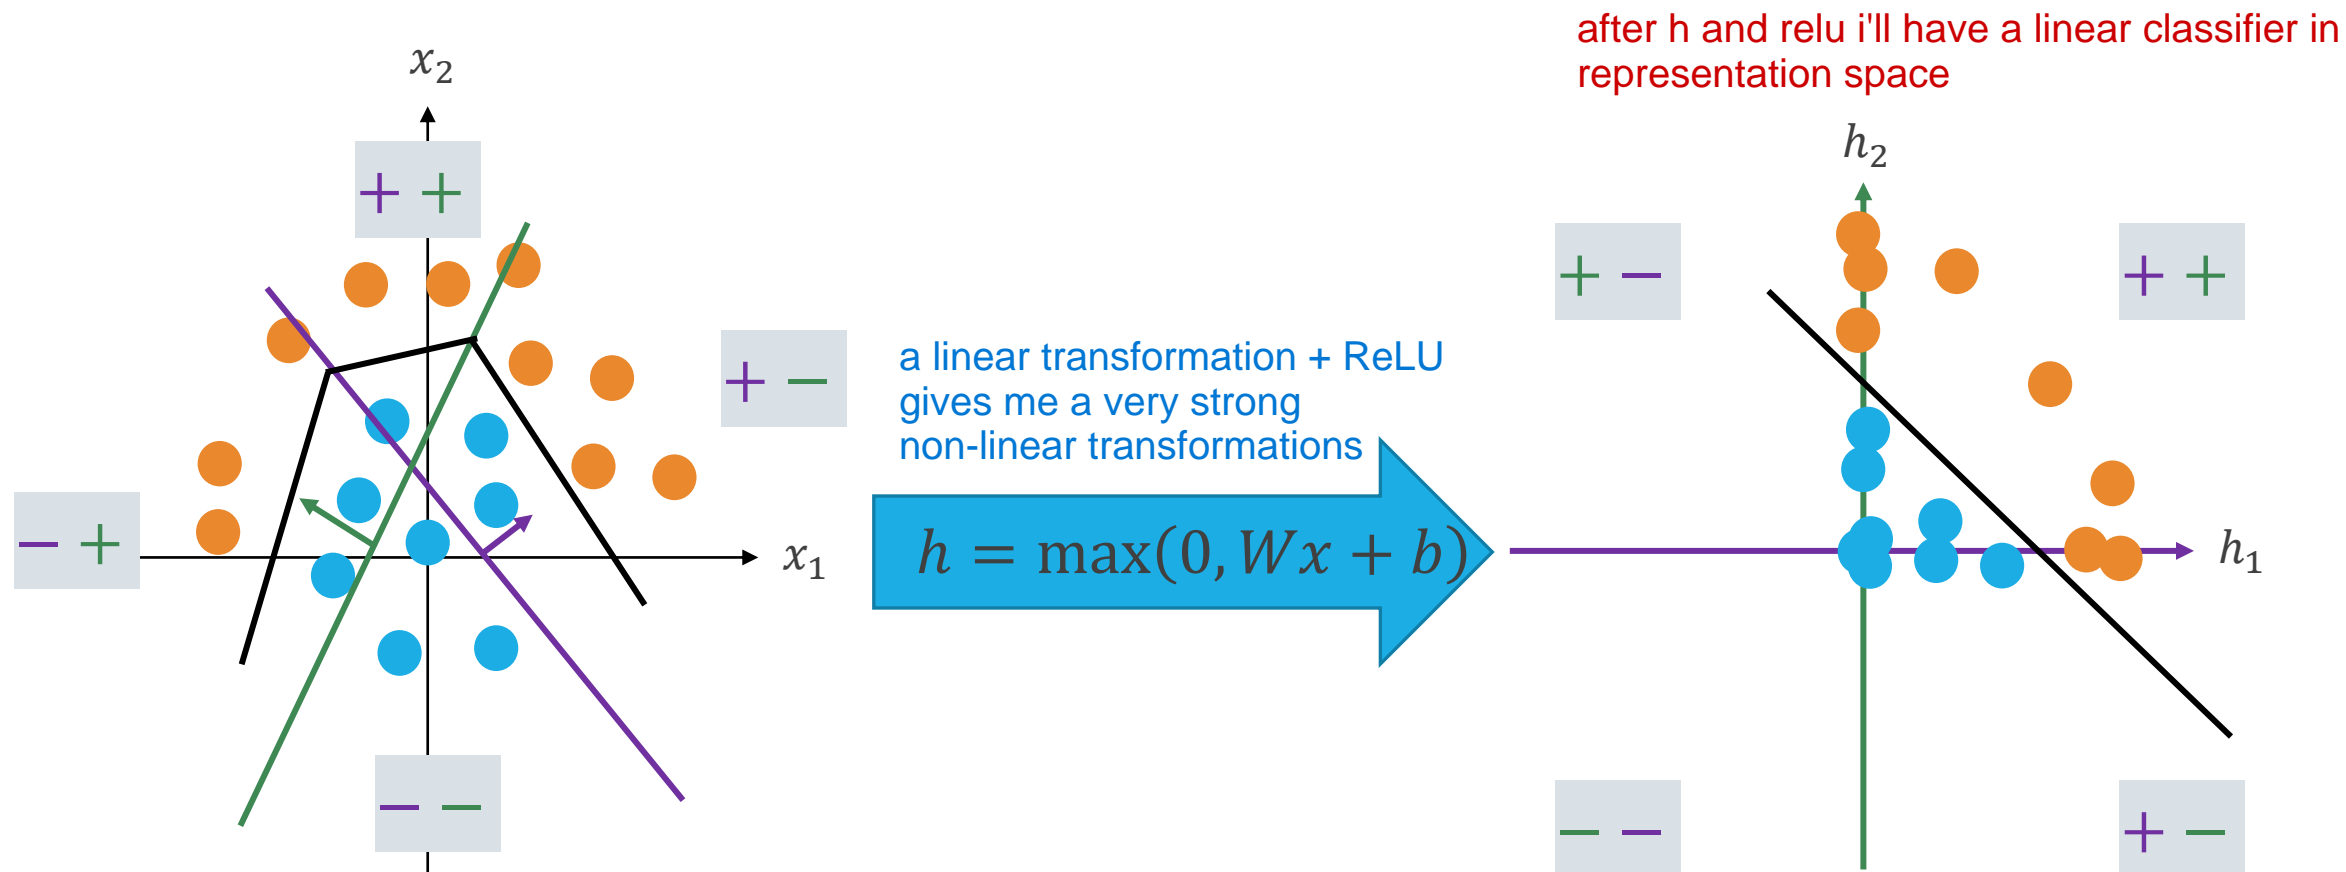 after h and relu i'll have a linear classifier in
representation space
x₂
+ +
+ −
− +
− −
x₁
a linear transformation + ReLU
gives me a very strong
non-linear transformations
h = max(0, Wx + b)
h₂
+ −
+ +
h₁
− −
+ −